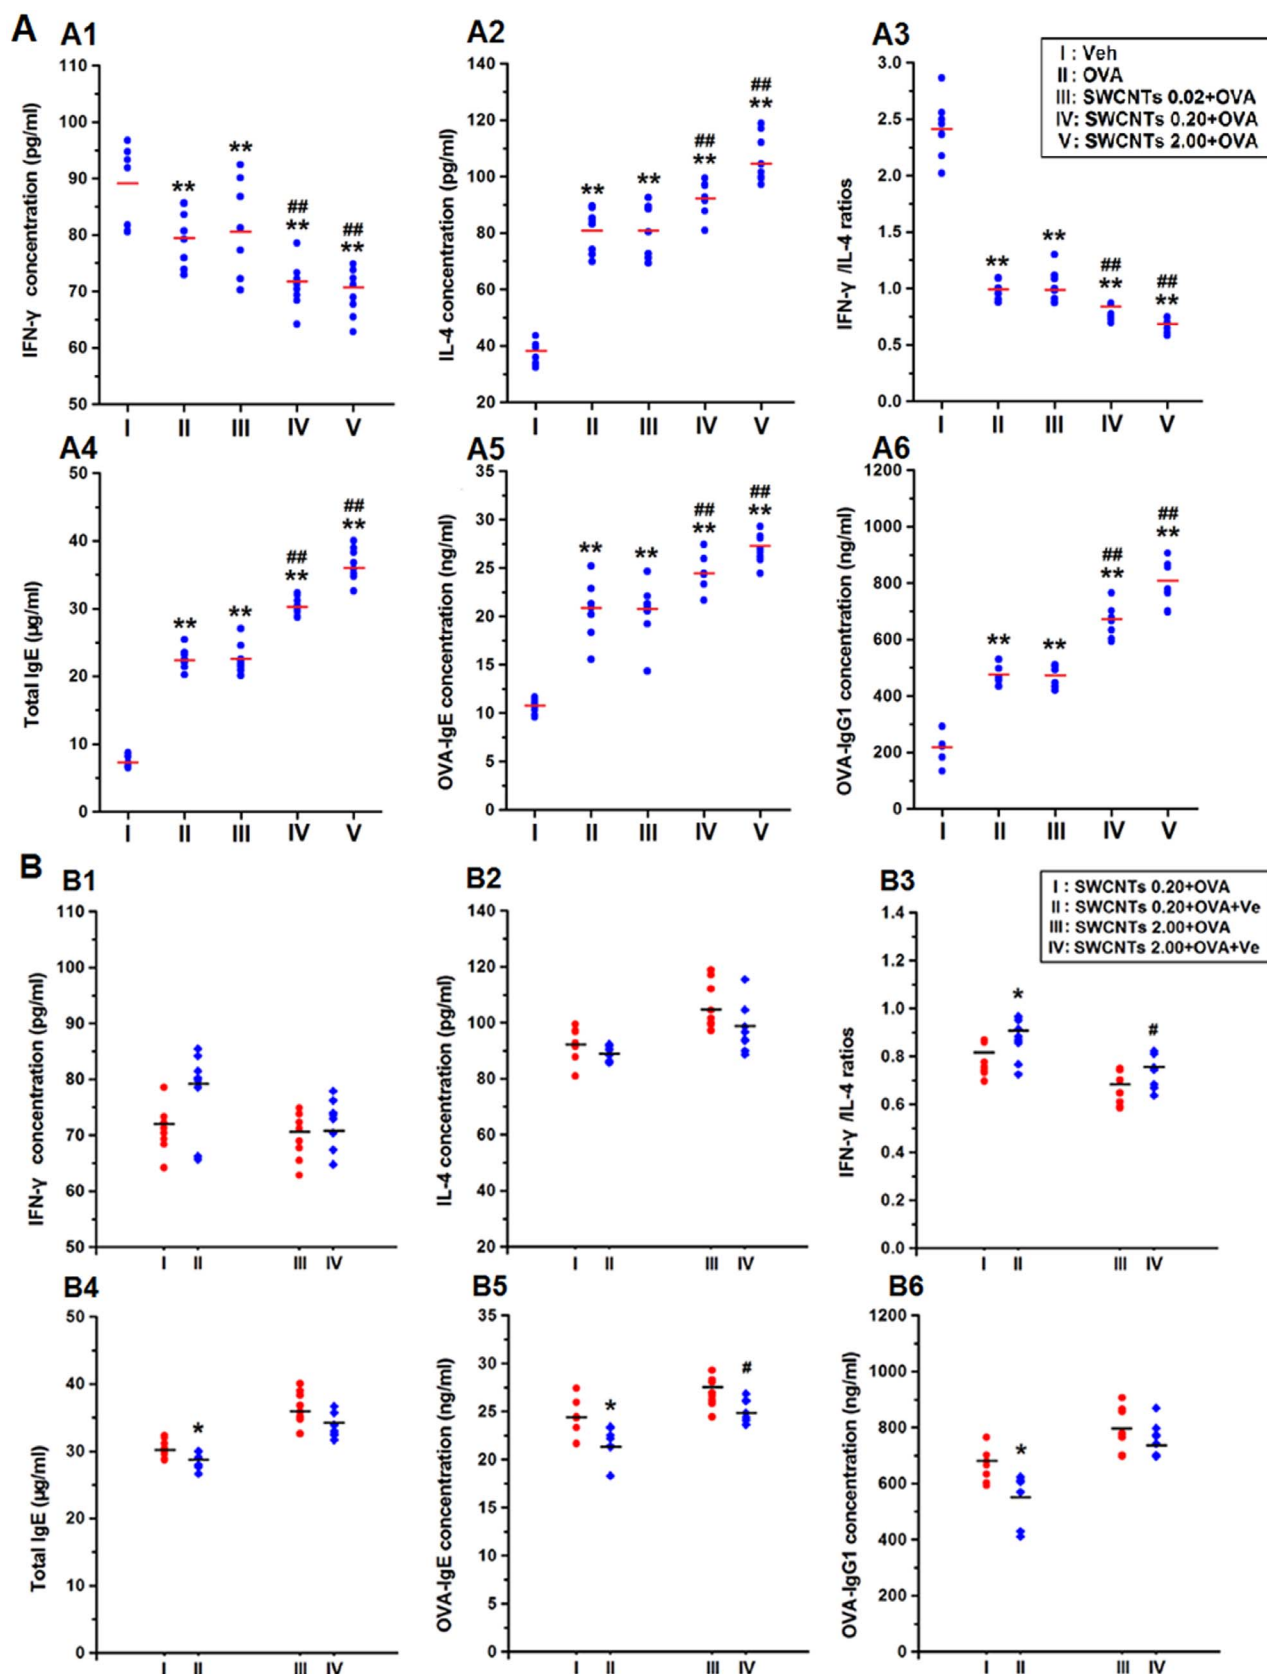 A
A1
IFN-γ concentration (pg/ml)
110
100
90
80
70
60
50
**
**
##
**
##
**
I II III IV V
A2
IL-4 concentration (pg/ml)
140
120
100
80
60
40
20
**
**
##
**
##
**
I II III IV V
A3
IFN-γ /IL-4 ratios
3.0
2.5
2.0
1.5
1.0
0.5
0.0
**
**
##
**
##
**
I II III IV V
I : Veh
II : OVA
III : SWCNTs 0.02+OVA
IV : SWCNTs 0.20+OVA
V : SWCNTs 2.00+OVA
A4
Total IgE (μg/ml)
50
40
30
20
10
0
**
**
##
**
##
**
I II III IV V
A5
OVA-IgE concentration (ng/ml)
35
30
25
20
15
10
5
0
**
**
##
**
##
**
I II III IV V
A6
OVA-IgG1 concentration (ng/ml)
1200
1000
800
600
400
200
0
**
**
##
**
##
**
I II III IV V
B
B1
IFN-γ concentration (pg/ml)
110
100
90
80
70
60
50
I II III IV
B2
IL-4 concentration (pg/ml)
140
120
100
80
60
40
20
I II III IV
B3
IFN-γ /IL-4 ratios
1.4
1.2
1.0
0.8
0.6
0.4
0.2
0.0
*
#
I II III IV
I : SWCNTs 0.20+OVA
II : SWCNTs 0.20+OVA+Ve
III : SWCNTs 2.00+OVA
IV : SWCNTs 2.00+OVA+Ve
B4
Total IgE (μg/ml)
50
40
30
20
10
0
*
I II III IV
B5
OVA-IgE concentration (ng/ml)
35
30
25
20
15
10
5
0
*
#
I II III IV
B6
OVA-IgG1 concentration (ng/ml)
1200
1000
800
600
400
200
0
*
I II III IV